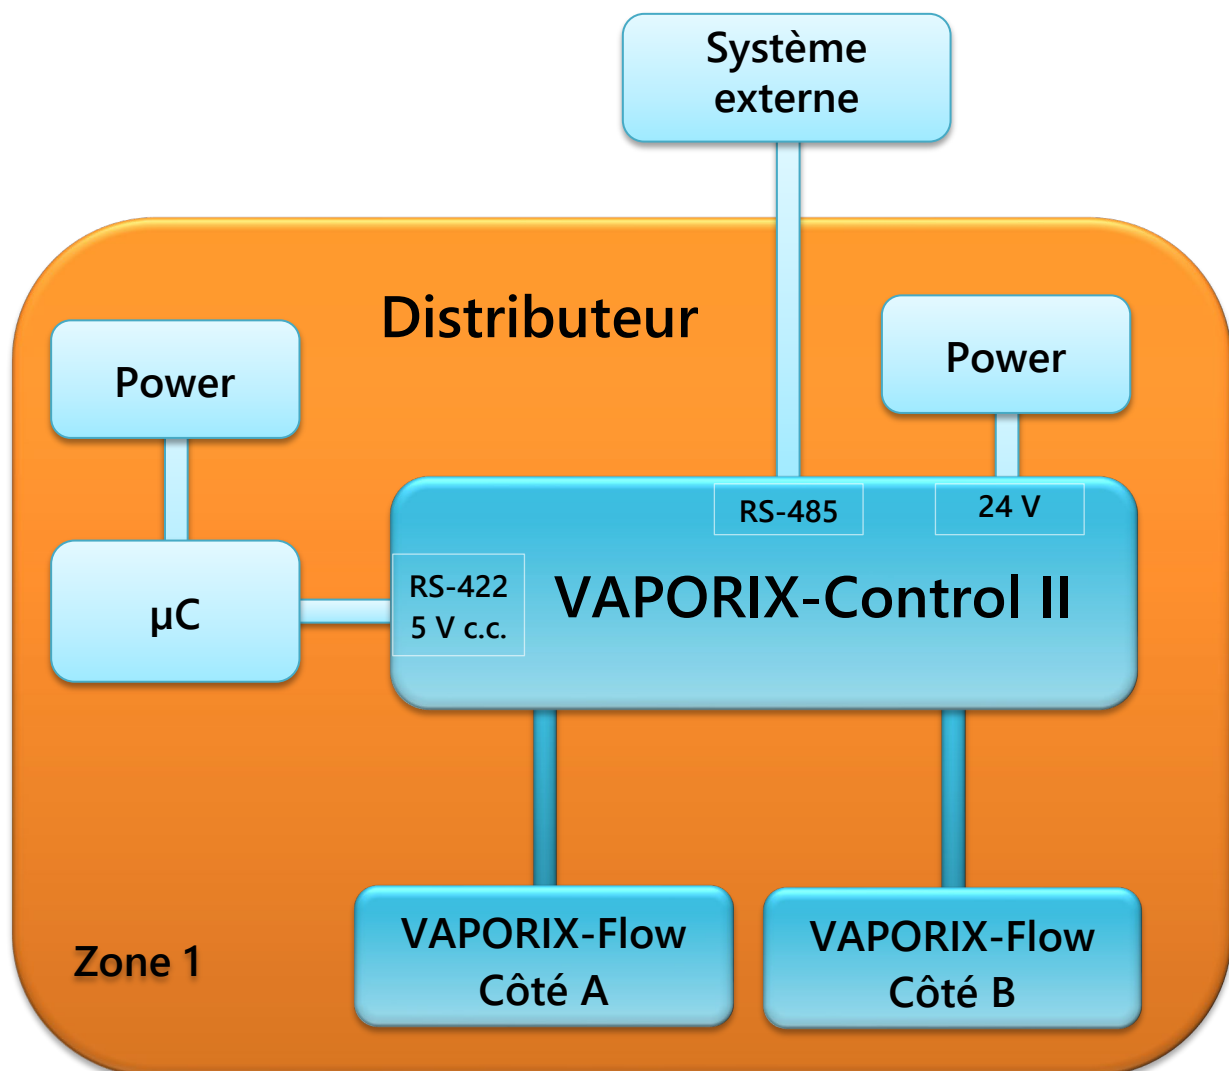 Système
externe
Distributeur
Power
Power
RS-485
24 V
RS-422
5 V c.c.
VAPORIX-Control II
µC
VAPORIX-Flow
Côté A
VAPORIX-Flow
Côté B
Zone 1